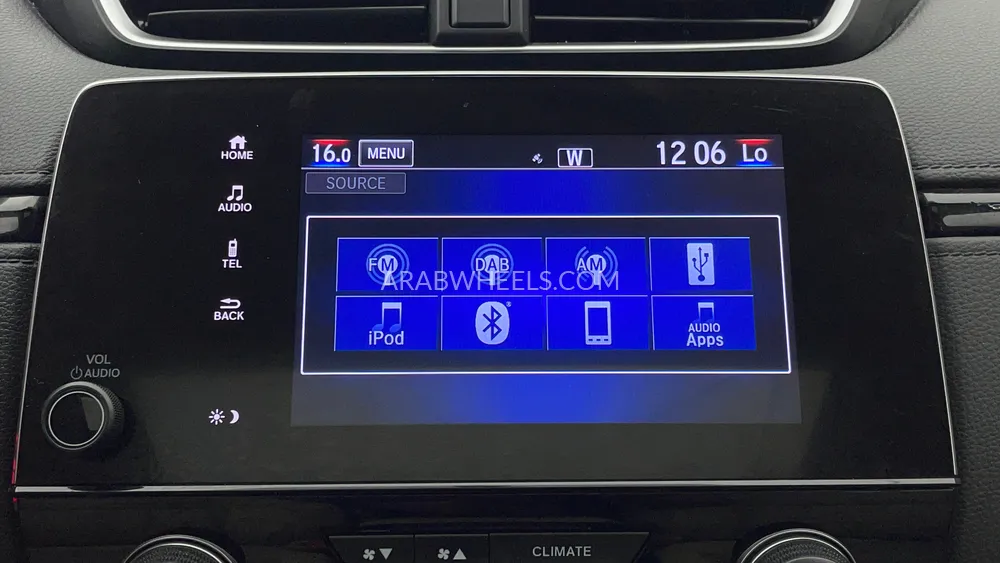 HOME
AUDIO
TEL
BACK
VOL
AUDIO
16.0 MENU W 12 06 Lo
SOURCE
FM DAB AM
ARABWHEELS.COM
iPod
AUDIO
Apps
CLIMATE